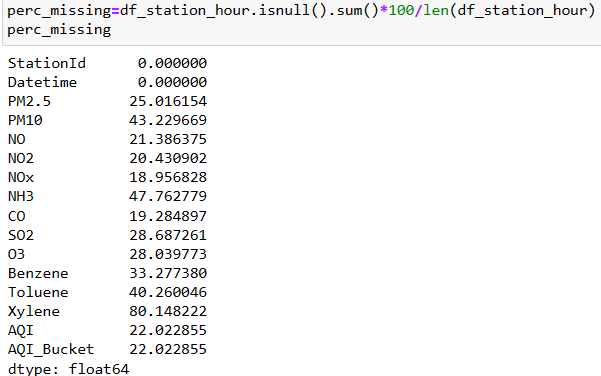 perc_missing=df_station_hour.isnull().sum()*100/len(df_station_hour)
perc_missing
StationId      0.000000
Datetime       0.000000
PM2.5         25.016154
PM10          43.229669
NO            21.386375
NO2           20.430902
NOx           18.956828
NH3           47.762779
CO            19.284897
SO2           28.687261
O3            28.039773
Benzene       33.277380
Toluene       40.260046
Xylene        80.148222
AQI           22.022855
AQI_Bucket    22.022855
dtype: float64